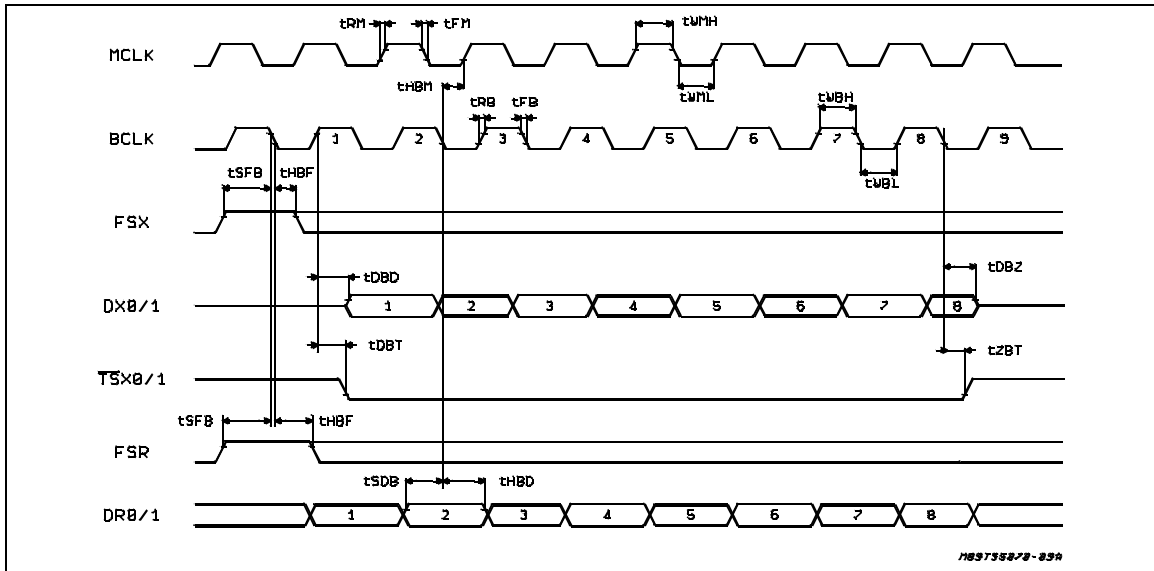 tRM tFM tWMH
MCLK
tHBM tWML
tRB tFB tWBH
BCLK 1 2 3 4 5 6 7 8 9
tSFB tHBF tWBL
FSX
tDBD tDBZ
DX0/1 1 2 3 4 5 6 7 8
tDBT tZBT
TSX0/1
tSFB tHBF
FSR
tSDB tHBD
DR0/1 1 2 3 4 5 6 7 8
M89TS5070-09A